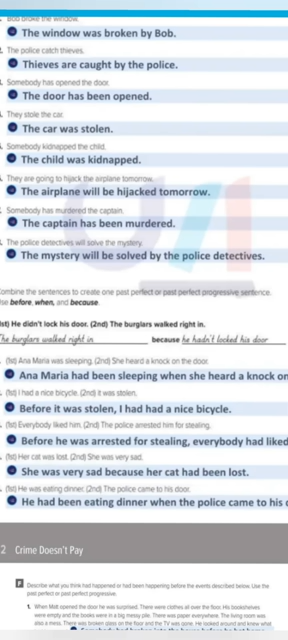 . Bob broke the window.
The window was broken by Bob.
. The police catch thieves.
Thieves are caught by the police.
. Somebody has opened the door.
The door has been opened.
. They stole the car.
The car was stolen.
. Somebody kidnapped the child.
The child was kidnapped.
. They are going to hijack the airplane tomorrow.
The airplane will be hijacked tomorrow.
. Somebody has murdered the captain.
The captain has been murdered.
. The police detectives will solve the mystery.
The mystery will be solved by the police detectives.
ombine the sentences to create one past perfect or past perfect progressive sentence.
se before, when, and because.
1st) He didn't lock his door. (2nd) The burglars walked right in.
The burglars walked right in because he hadn't locked his door
. (1st) Ana Maria was sleeping. (2nd) She heard a knock on the door.
Ana Maria had been sleeping when she heard a knock on
. (1st) I had a nice bicycle. (2nd) It was stolen.
Before it was stolen, I had had a nice bicycle.
. (1st) Everybody liked him. (2nd) The police arrested him for stealing.
Before he was arrested for stealing, everybody had liked
. (1st) Her cat was lost. (2nd) She was very sad.
She was very sad because her cat had been lost.
. (1st) He was eating dinner. (2nd) The police came to his door.
He had been eating dinner when the police came to his
2 Crime Doesn't Pay
F Describe what you think had happened or had been happening before the events described below. Use the
past perfect or past perfect progressive.
1. When Matt opened the door he was surprised. There were clothes all over the floor. His bookshelves
were empty and the books were in a big messy pile. There was paper everywhere. The living room was
also a mess. There was broken glass on the floor and the TV was gone. He looked around and knew what